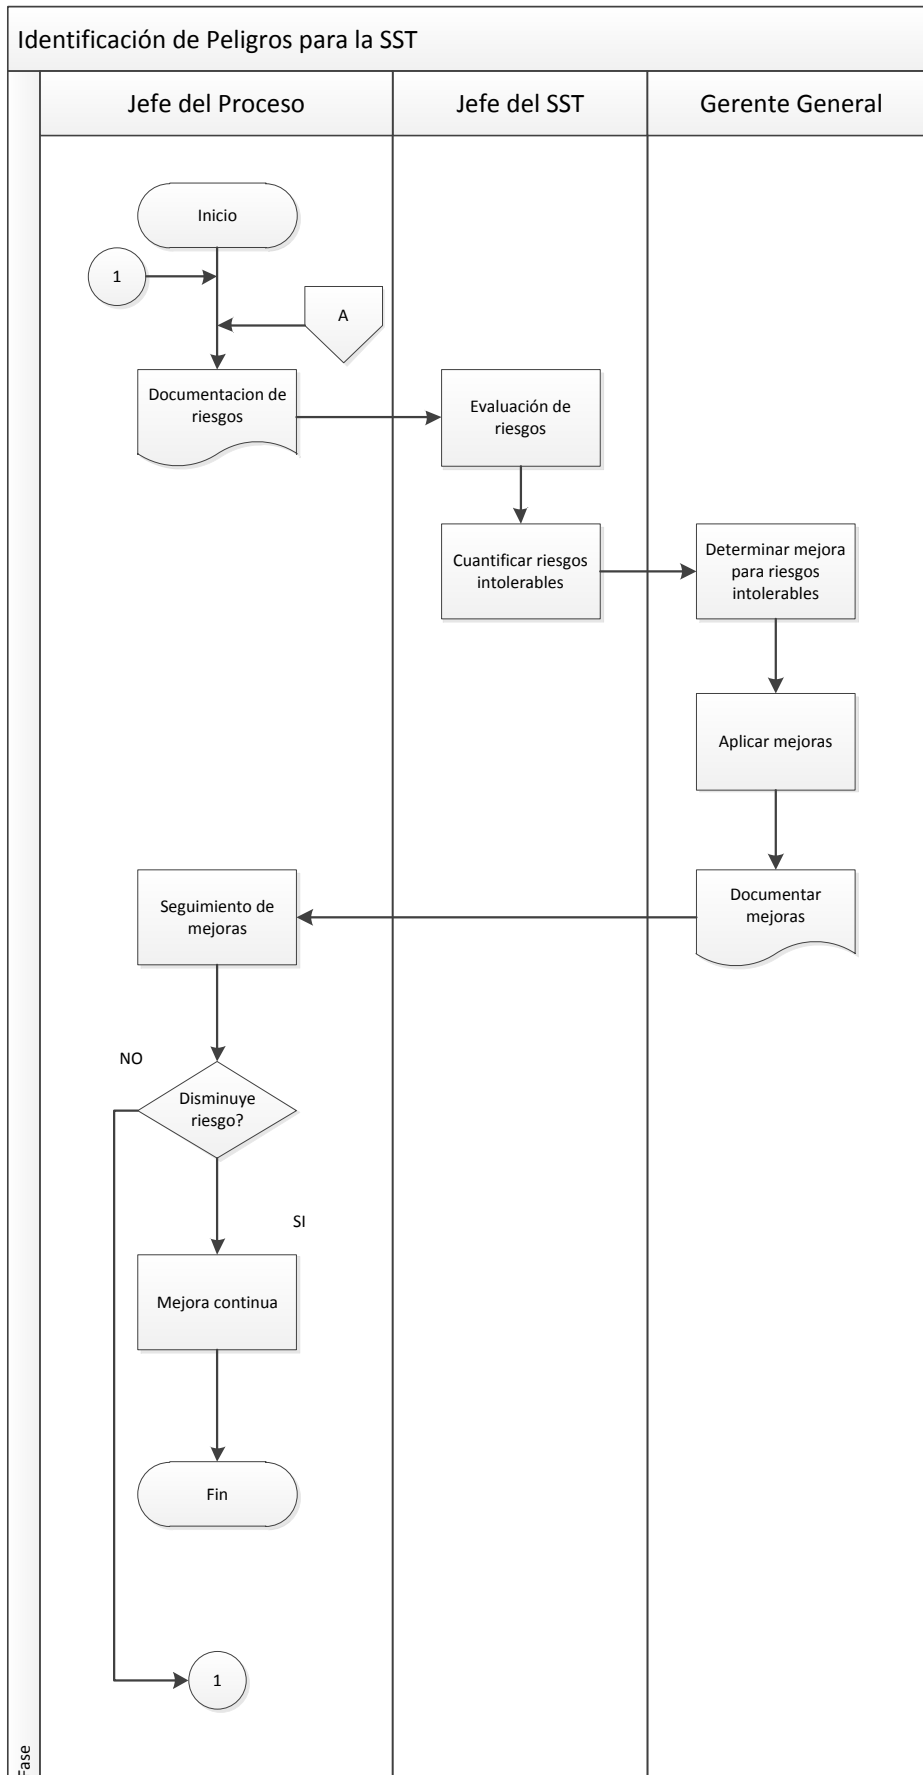 Identificación de Peligros para la SST
Jefe del Proceso
Jefe del SST
Gerente General
Inicio
1
A
Documentacion de
riesgos
Evaluación de
riesgos
Cuantificar riesgos
intolerables
Determinar mejora
para riesgos
intolerables
Aplicar mejoras
Documentar
mejoras
Seguimiento de
mejoras
NO
Disminuye
riesgo?
SI
Mejora continua
Fin
1
Fase